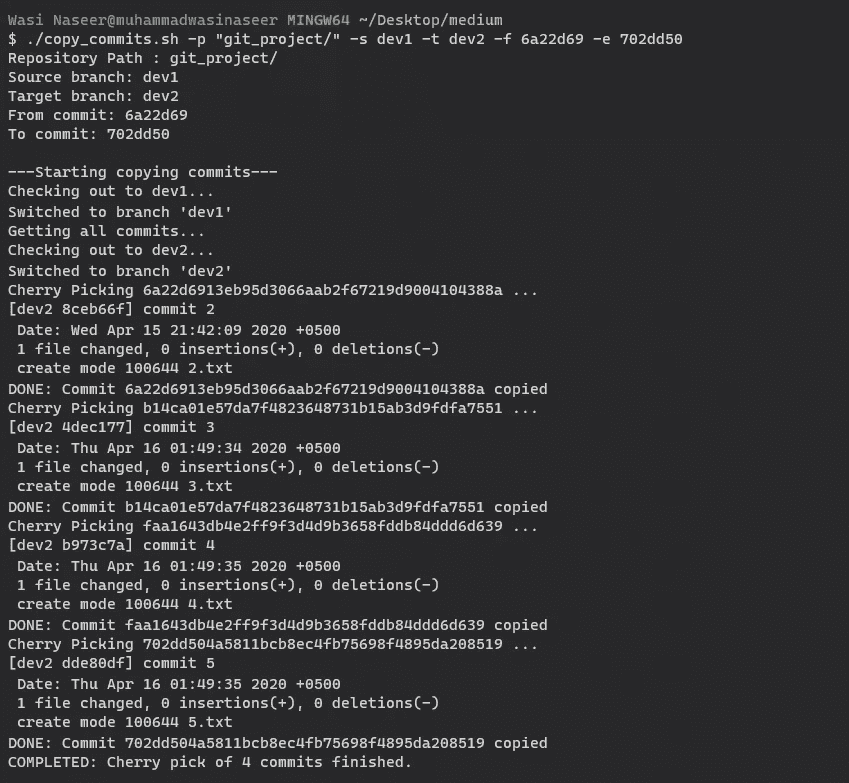 Wasi Naseer@muhammadwasinaseer MINGW64 ~/Desktop/medium
$ ./copy_commits.sh -p "git_project/" -s dev1 -t dev2 -f 6a22d69 -e 702dd50
Repository Path : git_project/
Source branch: dev1
Target branch: dev2
From commit: 6a22d69
To commit: 702dd50
---Starting copying commits---
Checking out to dev1...
Switched to branch 'dev1'
Getting all commits...
Checking out to dev2...
Switched to branch 'dev2'
Cherry Picking 6a22d6913eb95d3066aab2f67219d9004104388a ...
[dev2 8ceb66f] commit 2
 Date: Wed Apr 15 21:42:09 2020 +0500
 1 file changed, 0 insertions(+), 0 deletions(-)
 create mode 100644 2.txt
DONE: Commit 6a22d6913eb95d3066aab2f67219d9004104388a copied
Cherry Picking b14ca01e57da7f4823648731b15ab3d9fdfa7551 ...
[dev2 4dec177] commit 3
 Date: Thu Apr 16 01:49:34 2020 +0500
 1 file changed, 0 insertions(+), 0 deletions(-)
 create mode 100644 3.txt
DONE: Commit b14ca01e57da7f4823648731b15ab3d9fdfa7551 copied
Cherry Picking faa1643db4e2ff9f3d4d9b3658fddb84ddd6d639 ...
[dev2 b973c7a] commit 4
 Date: Thu Apr 16 01:49:35 2020 +0500
 1 file changed, 0 insertions(+), 0 deletions(-)
 create mode 100644 4.txt
DONE: Commit faa1643db4e2ff9f3d4d9b3658fddb84ddd6d639 copied
Cherry Picking 702dd504a5811bcb8ec4fb75698f4895da208519 ...
[dev2 dde80df] commit 5
 Date: Thu Apr 16 01:49:35 2020 +0500
 1 file changed, 0 insertions(+), 0 deletions(-)
 create mode 100644 5.txt
DONE: Commit 702dd504a5811bcb8ec4fb75698f4895da208519 copied
COMPLETED: Cherry pick of 4 commits finished.